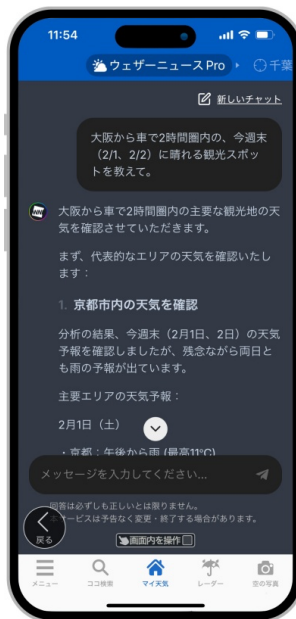 11:54
ウェザーニュース Pro
千葉
新しいチャット
大阪から車で2時間圏内の、今週末
（2/1、2/2）に晴れる観光スポッ
トを教えて。
大阪から車で2時間圏内の主要な観光地の天
気を確認させていただきます。
まず、代表的なエリアの天気を確認いたし
ます：
1. 京都市内の天気を確認
分析の結果、今週末（2月1日、2日）の天気
予報を確認しましたが、残念ながら両日と
も雨の予報が出ています。
主要エリアの天気予報：
2月1日（土）
・京都：午後から雨 (最高11°C)
メッセージを入力してください...
回答は必ずしも正しいとは限りません。
サービスは予告なく変更・終了する場合があります。
戻る
画面内を操作
メニュー
ココ検索
マイ天気
レーダー
空の写真